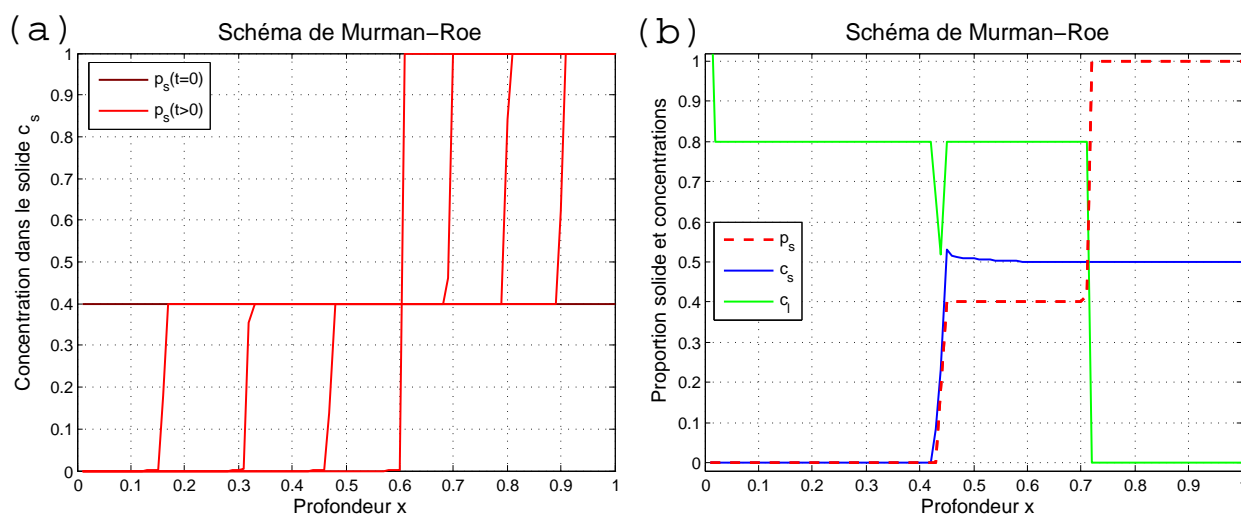 (a)
Schéma de Murman−Roe
Concentration dans le solide c_s
1
0.9
0.8
0.7
0.6
0.5
0.4
0.3
0.2
0.1
0
p_s(t=0)
p_s(t>0)
0 0.1 0.2 0.3 0.4 0.5 0.6 0.7 0.8 0.9 1
Profondeur x
(b)
Schéma de Murman−Roe
Proportion solide et concentrations
1
0.9
0.8
0.7
0.6
0.5
0.4
0.3
0.2
0.1
0
p_s
c_s
c_l
0 0.1 0.2 0.3 0.4 0.5 0.6 0.7 0.8 0.9 1
Profondeur x